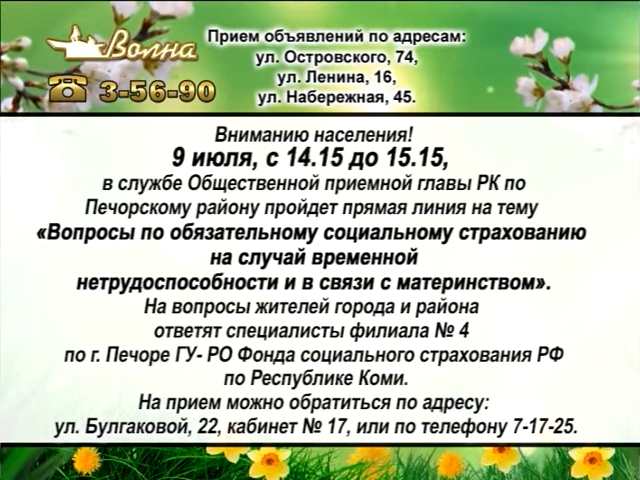 Волна
3-56-90
Прием объявлений по адресам:
ул. Островского, 74,
ул. Ленина, 16,
ул. Набережная, 45.
Вниманию населения!
9 июля, с 14.15 до 15.15,
в службе Общественной приемной главы РК по
Печорскому району пройдет прямая линия на тему
«Вопросы по обязательному социальному страхованию
на случай временной
нетрудоспособности и в связи с материнством».
На вопросы жителей города и района
ответят специалисты филиала № 4
по г. Печоре ГУ- РО Фонда социального страхования РФ
по Республике Коми.
На прием можно обратиться по адресу:
ул. Булгаковой, 22, кабинет № 17, или по телефону 7-17-25.